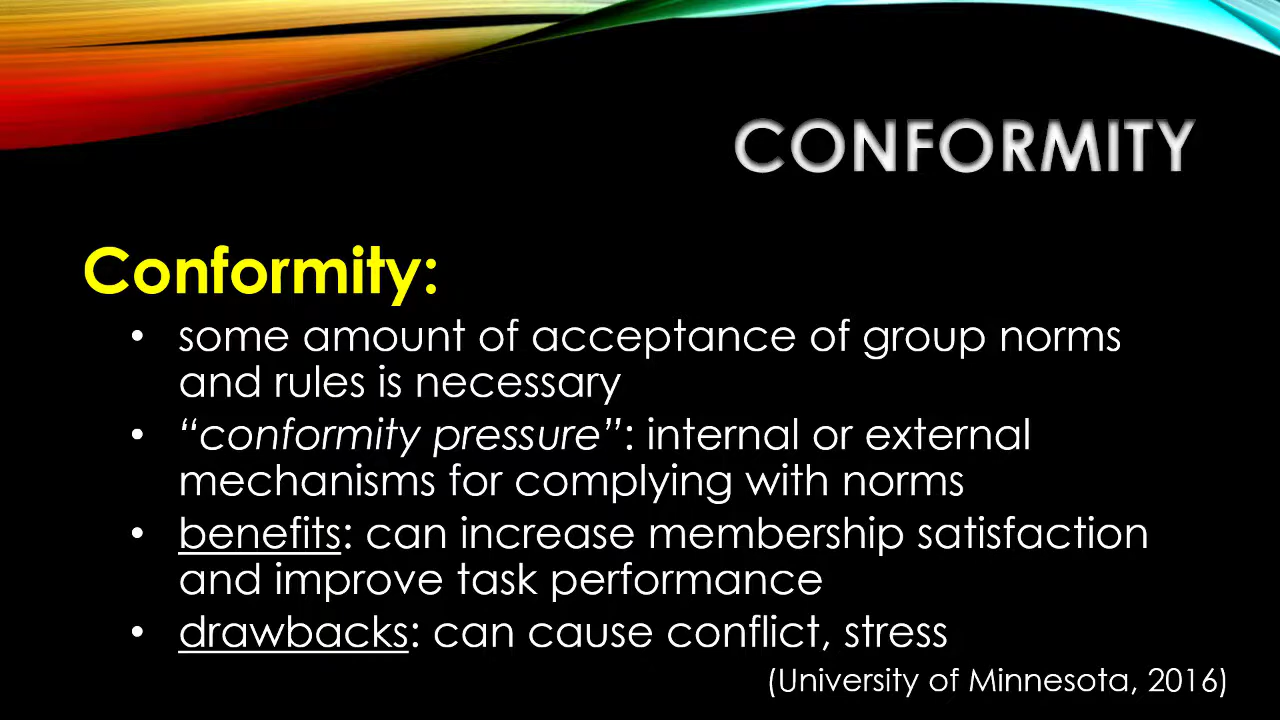 CONFORMITY
Conformity:
• some amount of acceptance of group norms
and rules is necessary
• “conformity pressure”: internal or external
mechanisms for complying with norms
• benefits: can increase membership satisfaction
and improve task performance
• drawbacks: can cause conflict, stress
(University of Minnesota, 2016)